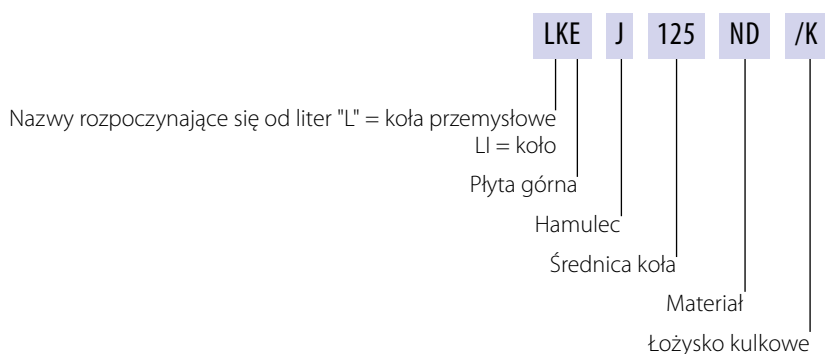 LKE J 125 ND /K
Nazwy rozpoczynające się od liter "L" = koła przemysłowe
LI = koło
Płyta górna
Hamulec
Średnica koła
Materiał
Łożysko kulkowe